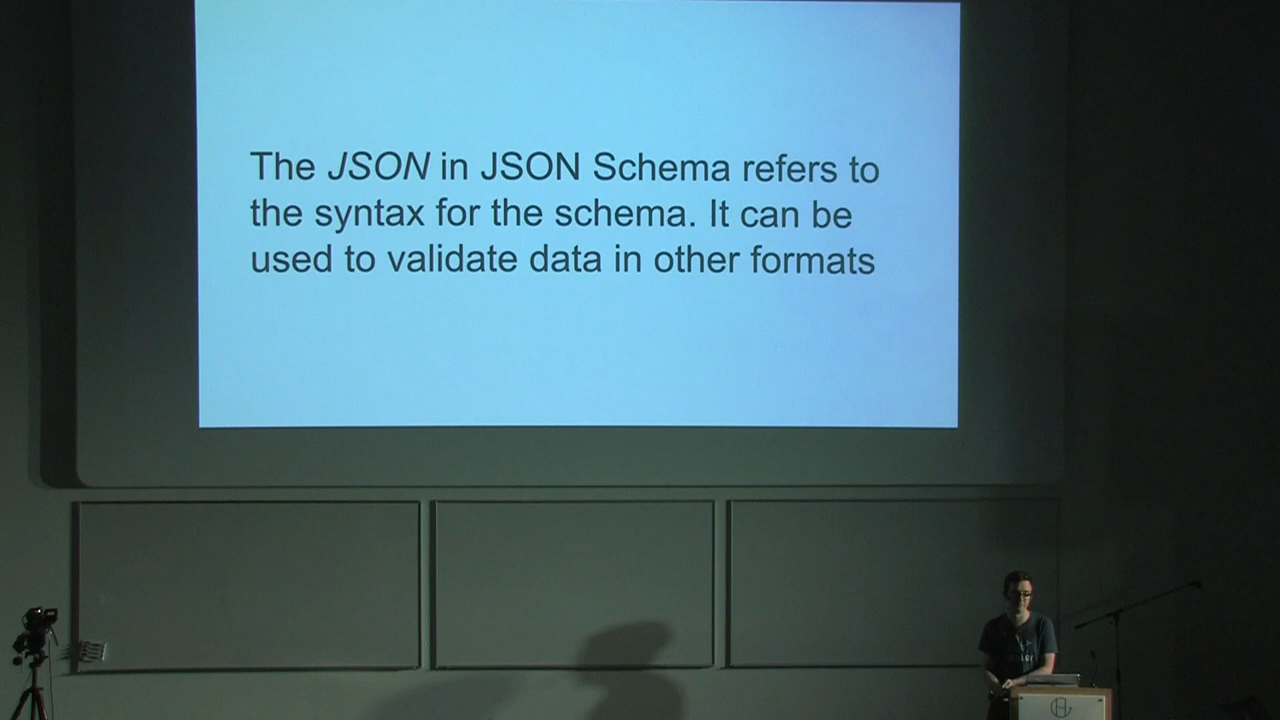 The JSON in JSON Schema refers to
the syntax for the schema. It can be
used to validate data in other formats